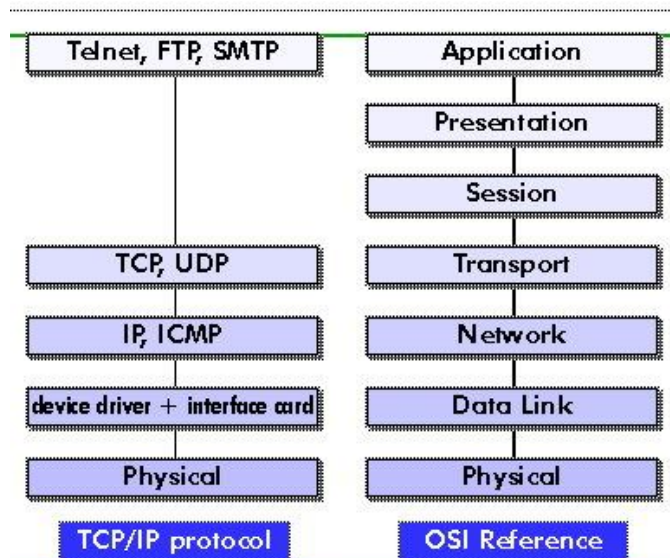 Telnet, FTP, SMTP
Application
Presentation
Session
TCP, UDP
Transport
IP, ICMP
Network
device driver + interface card
Data Link
Physical
Physical
TCP/IP protocol
OSI Reference